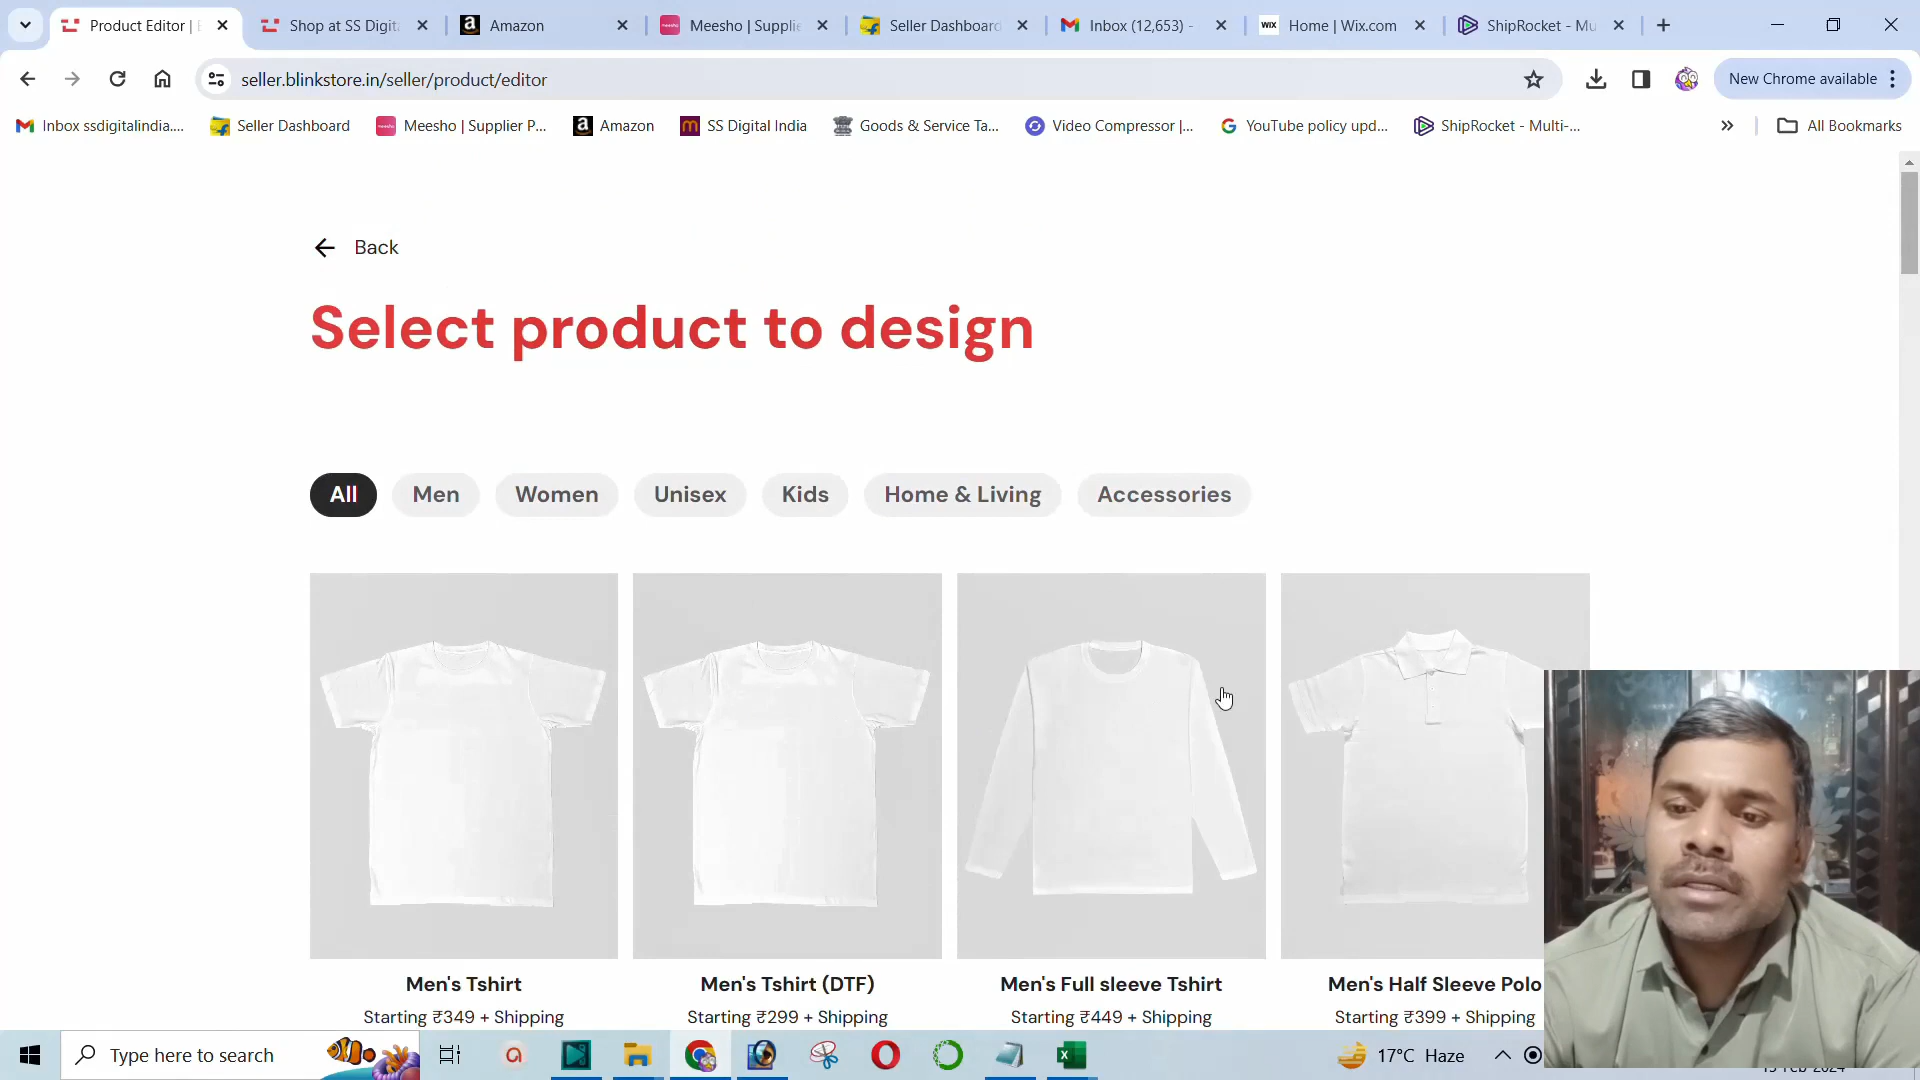 Product Editor |
Shop at SS Digita
Amazon
Meesho | Supplie
Seller Dashboard
Inbox (12,653) -
Home | Wix.com
ShipRocket - Mu
seller.blinkstore.in/seller/product/editor
New Chrome available
Inbox ssdigitalindia....
Seller Dashboard
Meesho | Supplier P...
Amazon
SS Digital India
Goods & Service Ta...
Video Compressor |...
YouTube policy upd...
ShipRocket - Multi-...
All Bookmarks
Back
Select product to design
All
Men
Women
Unisex
Kids
Home & Living
Accessories
Men's Tshirt
Starting ₹349 + Shipping
Men's Tshirt (DTF)
Starting ₹299 + Shipping
Men's Full sleeve Tshirt
Starting ₹449 + Shipping
Men's Half Sleeve Polo
Starting ₹399 + Shipping
Type here to search
17°C Haze